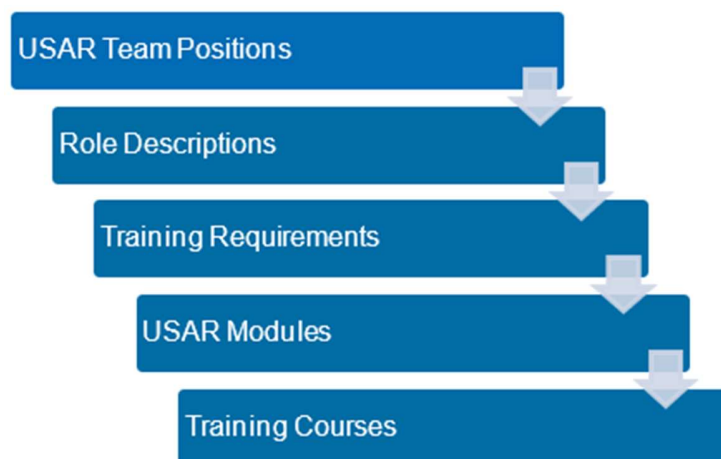 USAR Team Positions
Role Descriptions
Training Requirements
USAR Modules
Training Courses